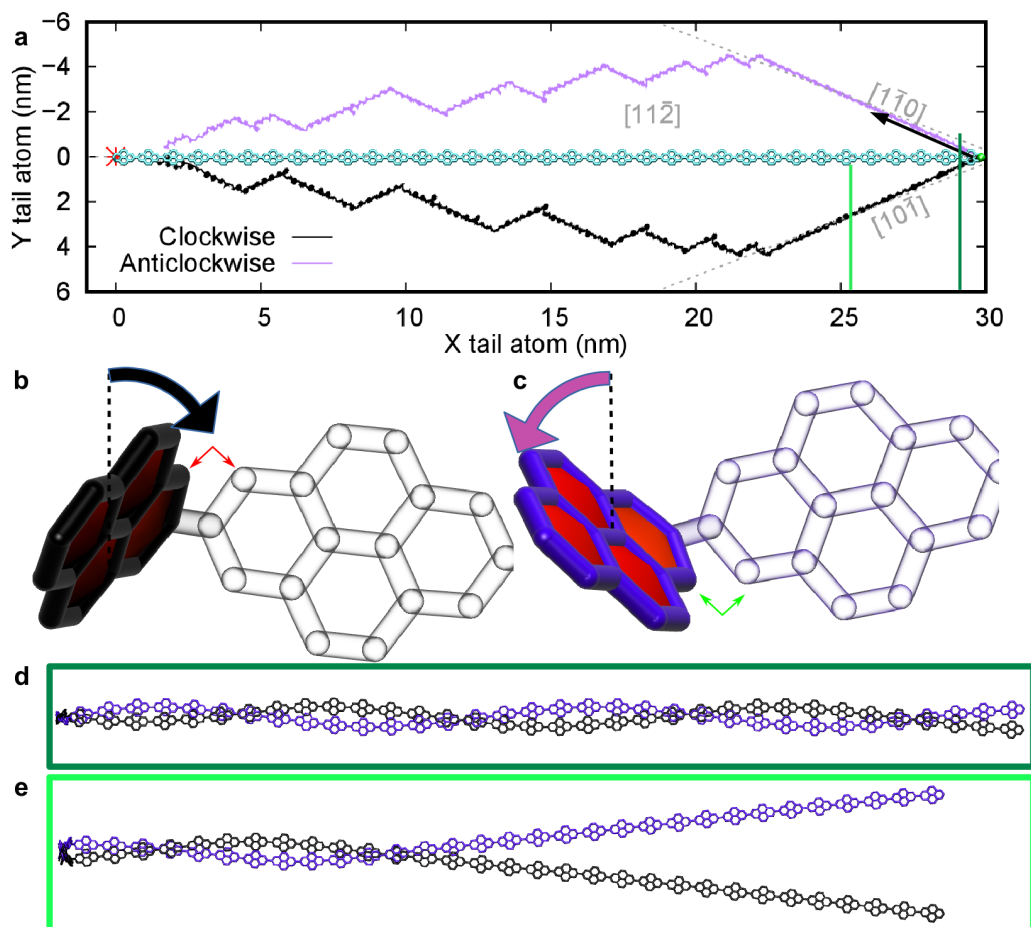 a
Y tail atom (nm)
−6
−4
−2
0
2
4
6
[112̄]
[11̄0]
[101̄]
Clockwise
Anticlockwise
0 5 10 15 20 25 30
X tail atom (nm)
b
c
d
e